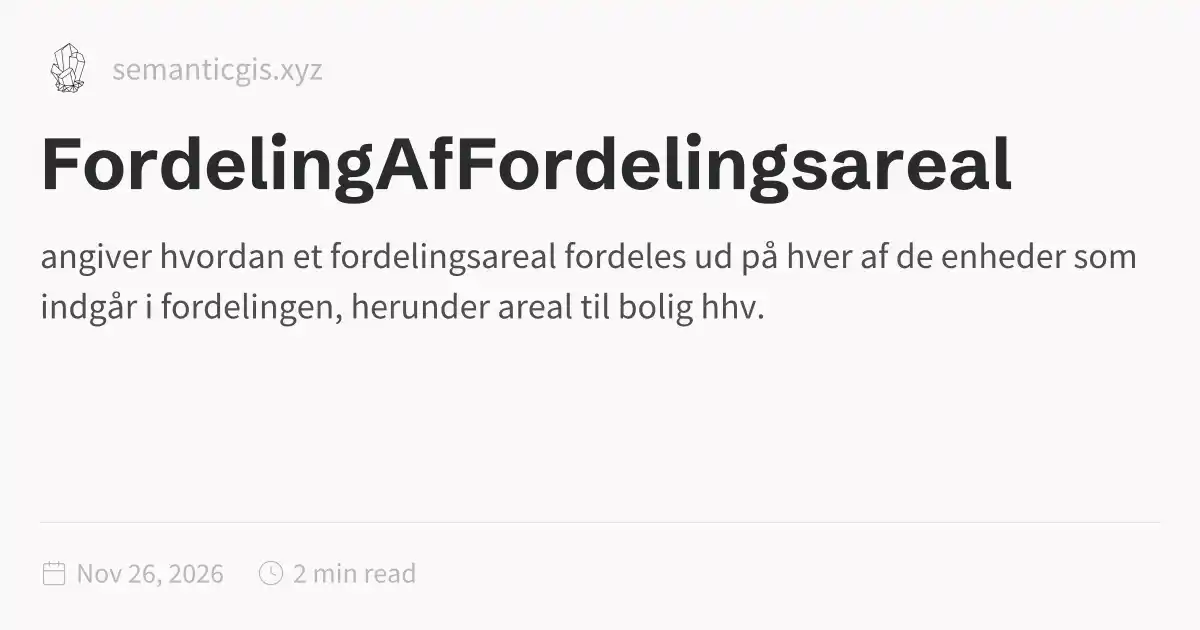 semanticgis.xyz
FordelingAfFordelingsareal
angiver hvordan et fordelingsareal fordeles ud på hver af de enheder som
indgår i fordelingen, herunder areal til bolig hhv.
Nov 26, 2026 2 min read